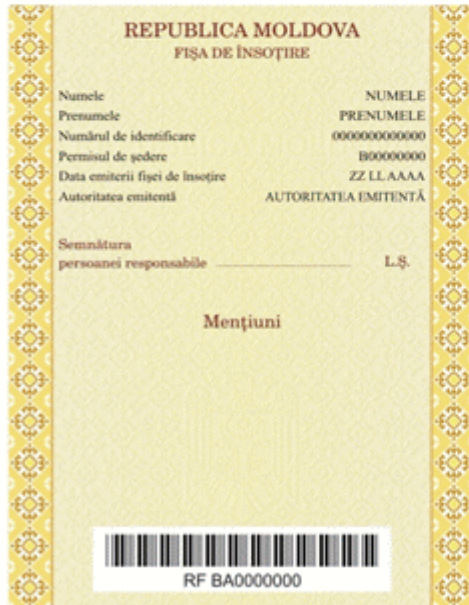 REPUBLICA MOLDOVA
FIŞA DE ÎNSOŢIRE
Numele NUMELE
Prenumele PRENUMELE
Numărul de identificare 0000000000000
Permisul de şedere B00000000
Data emiterii fişei de însoţire ZZ LL AAAA
Autoritatea emitentă AUTORITATEA EMITENTĂ
Semnătura
persoanei responsabile L.Ş.
Menţiuni
RF BA0000000